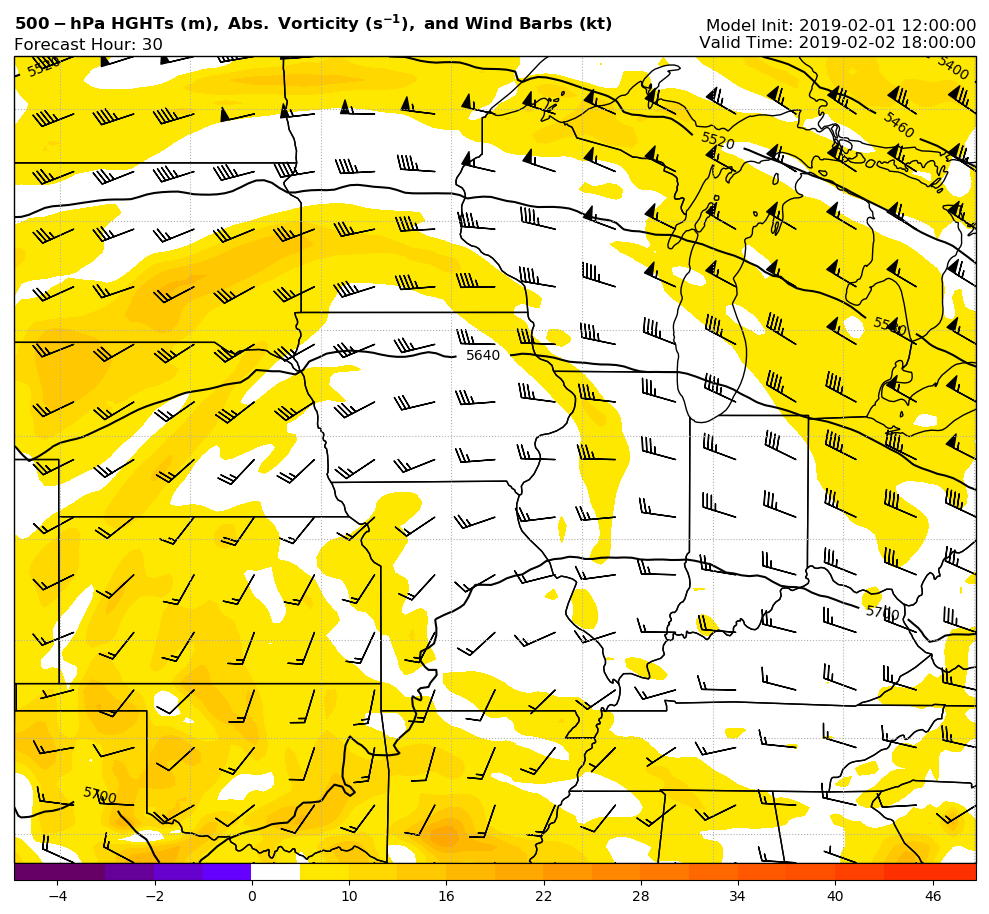 500−hPa HGHTs (m), Abs. Vorticity (s⁻¹), and Wind Barbs (kt)
Model Init: 2019-02-01 12:00:00
Forecast Hour: 30
Valid Time: 2019-02-02 18:00:00
5520
5400
5460
5520
5640
5700
5700
−4 −2 0 10 16 22 28 34 40 46